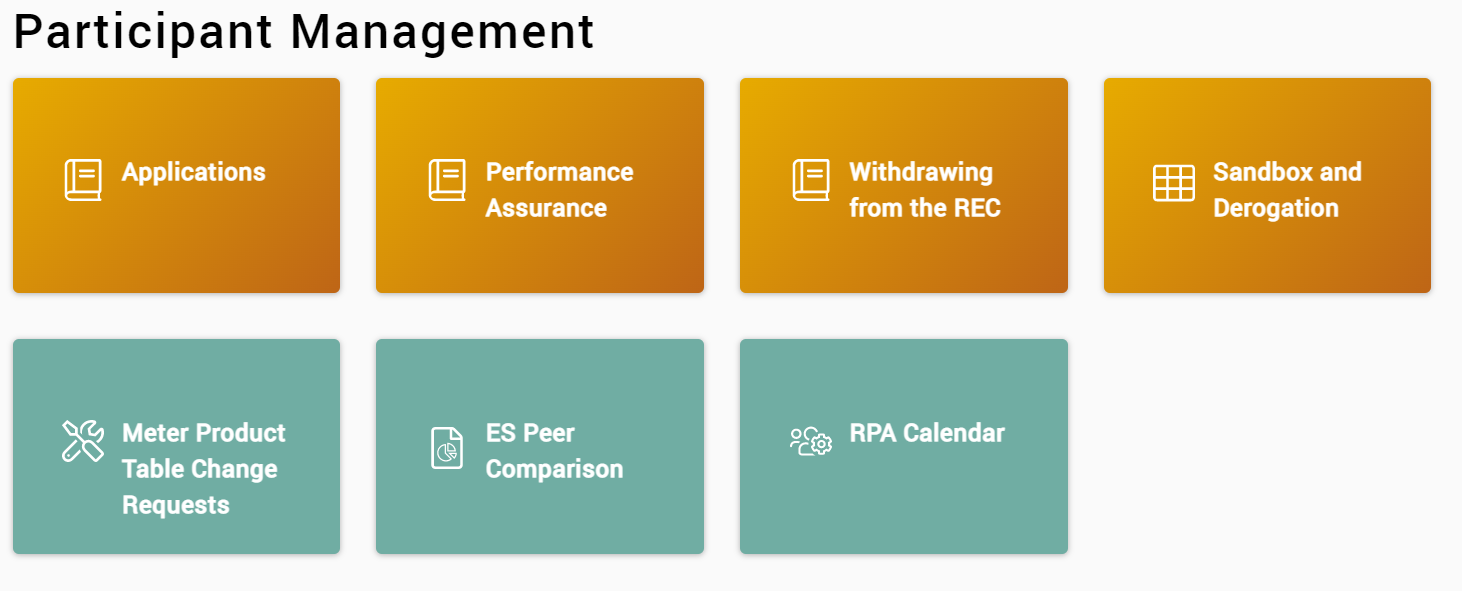 Participant Management
Applications
Performance
Assurance
Withdrawing
from the REC
Sandbox and
Derogation
Meter Product
Table Change
Requests
ES Peer
Comparison
RPA Calendar